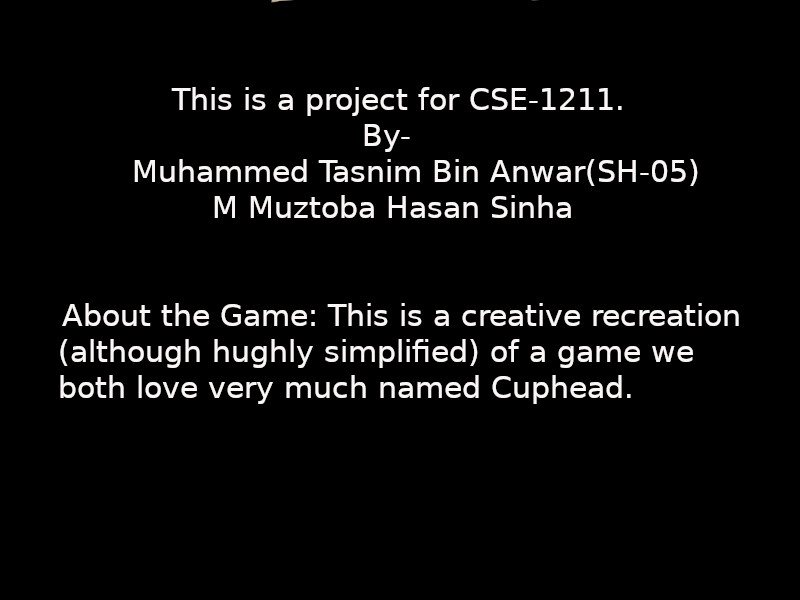 This is a project for CSE-1211.
By-
Muhammed Tasnim Bin Anwar(SH-05)
M Muztoba Hasan Sinha
About the Game: This is a creative recreation
(although hughly simplified) of a game we
both love very much named Cuphead.